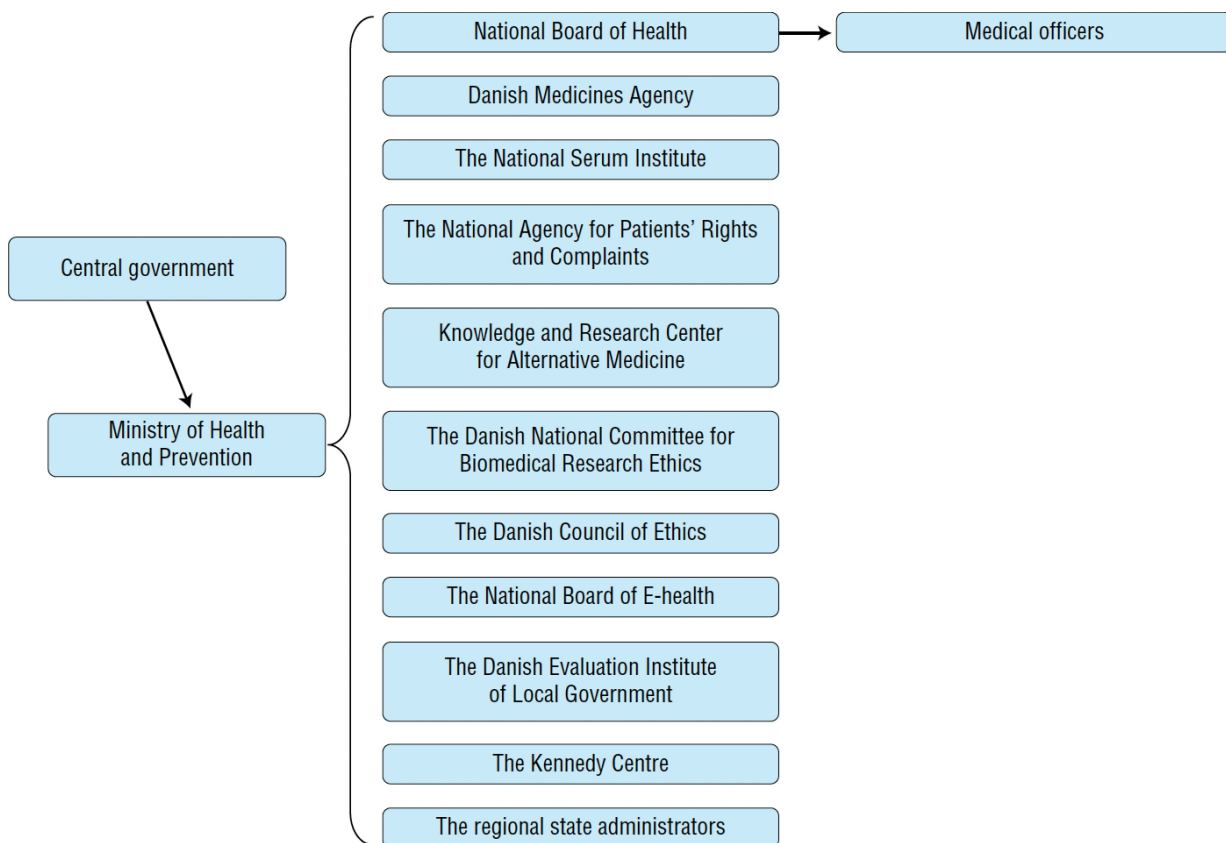 National Board of Health
Medical officers
Danish Medicines Agency
The National Serum Institute
The National Agency for Patients’ Rights
and Complaints
Central government
Knowledge and Research Center
for Alternative Medicine
Ministry of Health
and Prevention
The Danish National Committee for
Biomedical Research Ethics
The Danish Council of Ethics
The National Board of E-health
The Danish Evaluation Institute
of Local Government
The Kennedy Centre
The regional state administrators